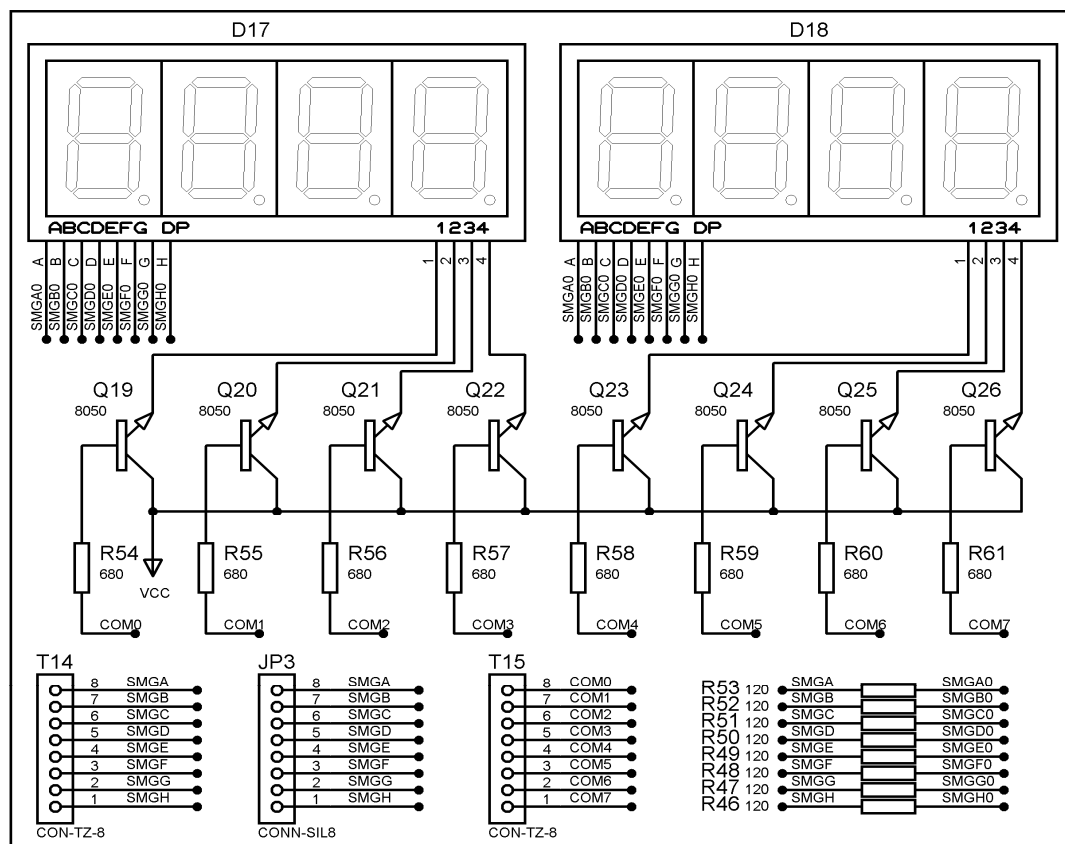 D17 D18
ABCDEFG DP 1234 ABCDEFG DP 1234
A B C D E F G H 1 2 3 4 A B C D E F G H 1 2 3 4
SMGA0 SMGB0 SMGC0 SMGD0 SMGE0 SMGF0 SMGG0 SMGH0 SMGA0 SMGB0 SMGC0 SMGD0 SMGE0 SMGF0 SMGG0 SMGH0
Q19 Q20 Q21 Q22 Q23 Q24 Q25 Q26
8050 8050 8050 8050 8050 8050 8050 8050
R54 R55 R56 R57 R58 R59 R60 R61
680 680 680 680 680 680 680 680
VCC
COM0 COM1 COM2 COM3 COM4 COM5 COM6 COM7
T14 JP3 T15
8 SMGA 8 SMGA 8 COM0 R53 120 SMGA SMGA0
7 SMGB 7 SMGB 7 COM1 R52 120 SMGB SMGB0
6 SMGC 6 SMGC 6 COM2 R51 120 SMGC SMGC0
5 SMGD 5 SMGD 5 COM3 R50 120 SMGD SMGD0
4 SMGE 4 SMGE 4 COM4 R49 120 SMGE SMGE0
3 SMGF 3 SMGF 3 COM5 R48 120 SMGF SMGF0
2 SMGG 2 SMGG 2 COM6 R47 120 SMGG SMGG0
1 SMGH 1 SMGH 1 COM7 R46 120 SMGH SMGH0
CON-TZ-8 CONN-SIL8 CON-TZ-8